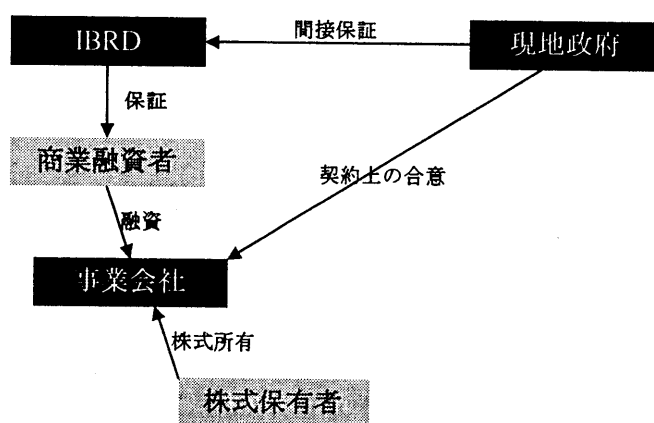 IBRD
間接保証
現地政府
保証
商業融資者
契約上の合意
融資
事業会社
株式所有
株式保有者